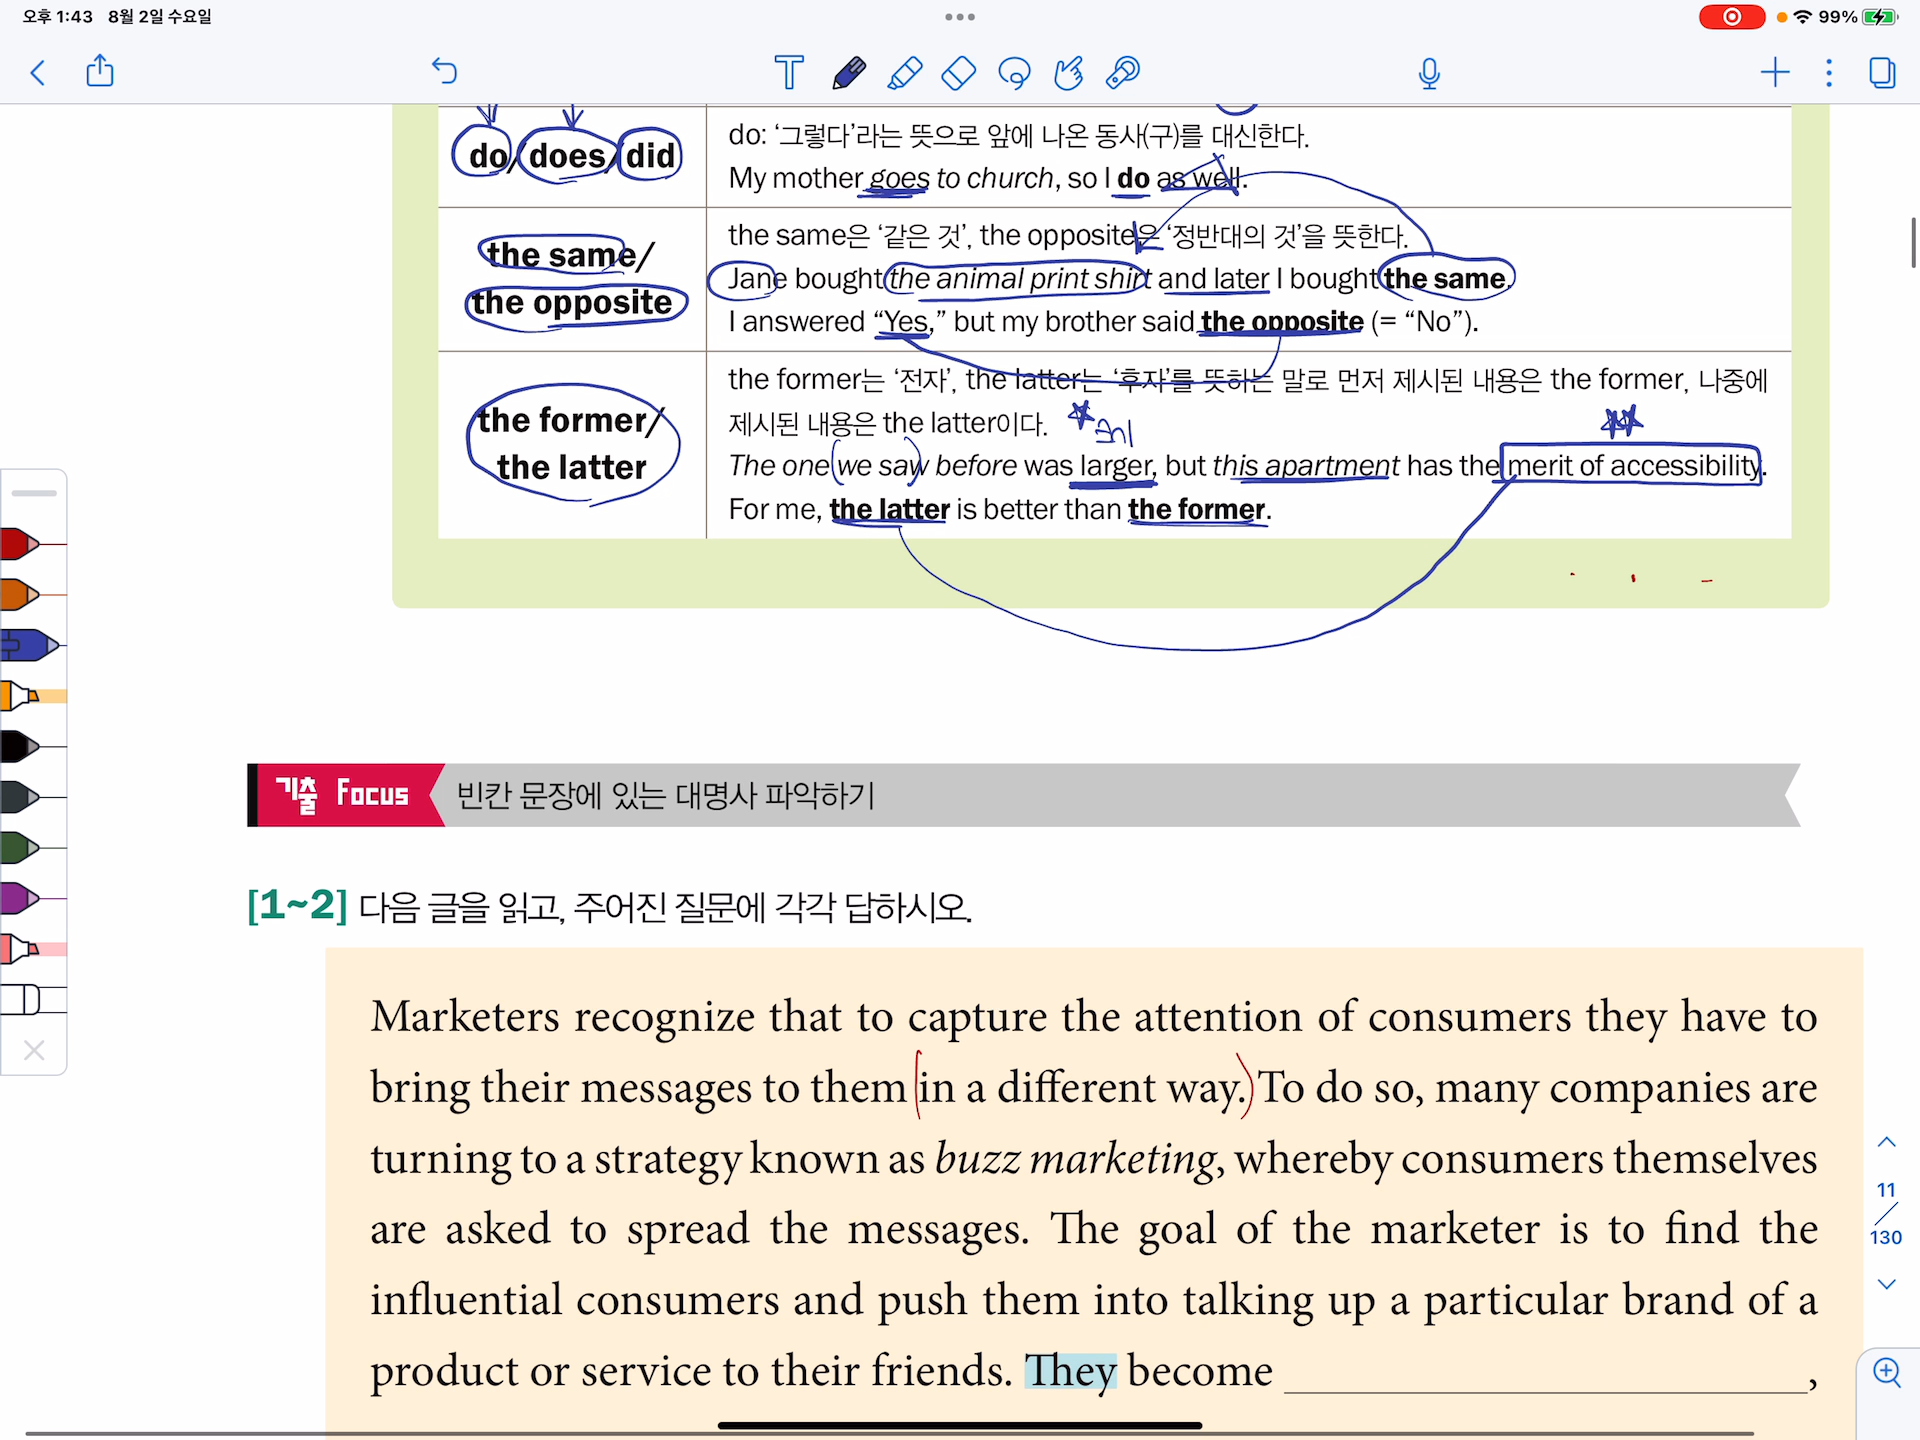 오후 1:43 8월 2일 수요일
99%
do/does/did
do: ‘그렇다’라는 뜻으로 앞에 나온 동사(구)를 대신한다.
My mother goes to church, so I do as well.
the same/
the opposite
the same은 ‘같은 것’, the opposite은 ‘정반대의 것’을 뜻한다.
Jane bought the animal print shirt and later I bought the same.
I answered “Yes,” but my brother said the opposite (= “No”).
the former/
the latter
the former는 ‘전자’, the latter는 ‘후자’를 뜻하는 말로 먼저 제시된 내용은 the former, 나중에
제시된 내용은 the latter이다.
The one we saw before was larger, but this apartment has the merit of accessibility.
For me, the latter is better than the former.
기출 Focus 빈칸 문장에 있는 대명사 파악하기
[1~2] 다음 글을 읽고, 주어진 질문에 각각 답하시오.
Marketers recognize that to capture the attention of consumers they have to
bring their messages to them in a different way. To do so, many companies are
turning to a strategy known as buzz marketing, whereby consumers themselves
are asked to spread the messages. The goal of the marketer is to find the
influential consumers and push them into talking up a particular brand of a
product or service to their friends. They become ____________________,
11
/
130